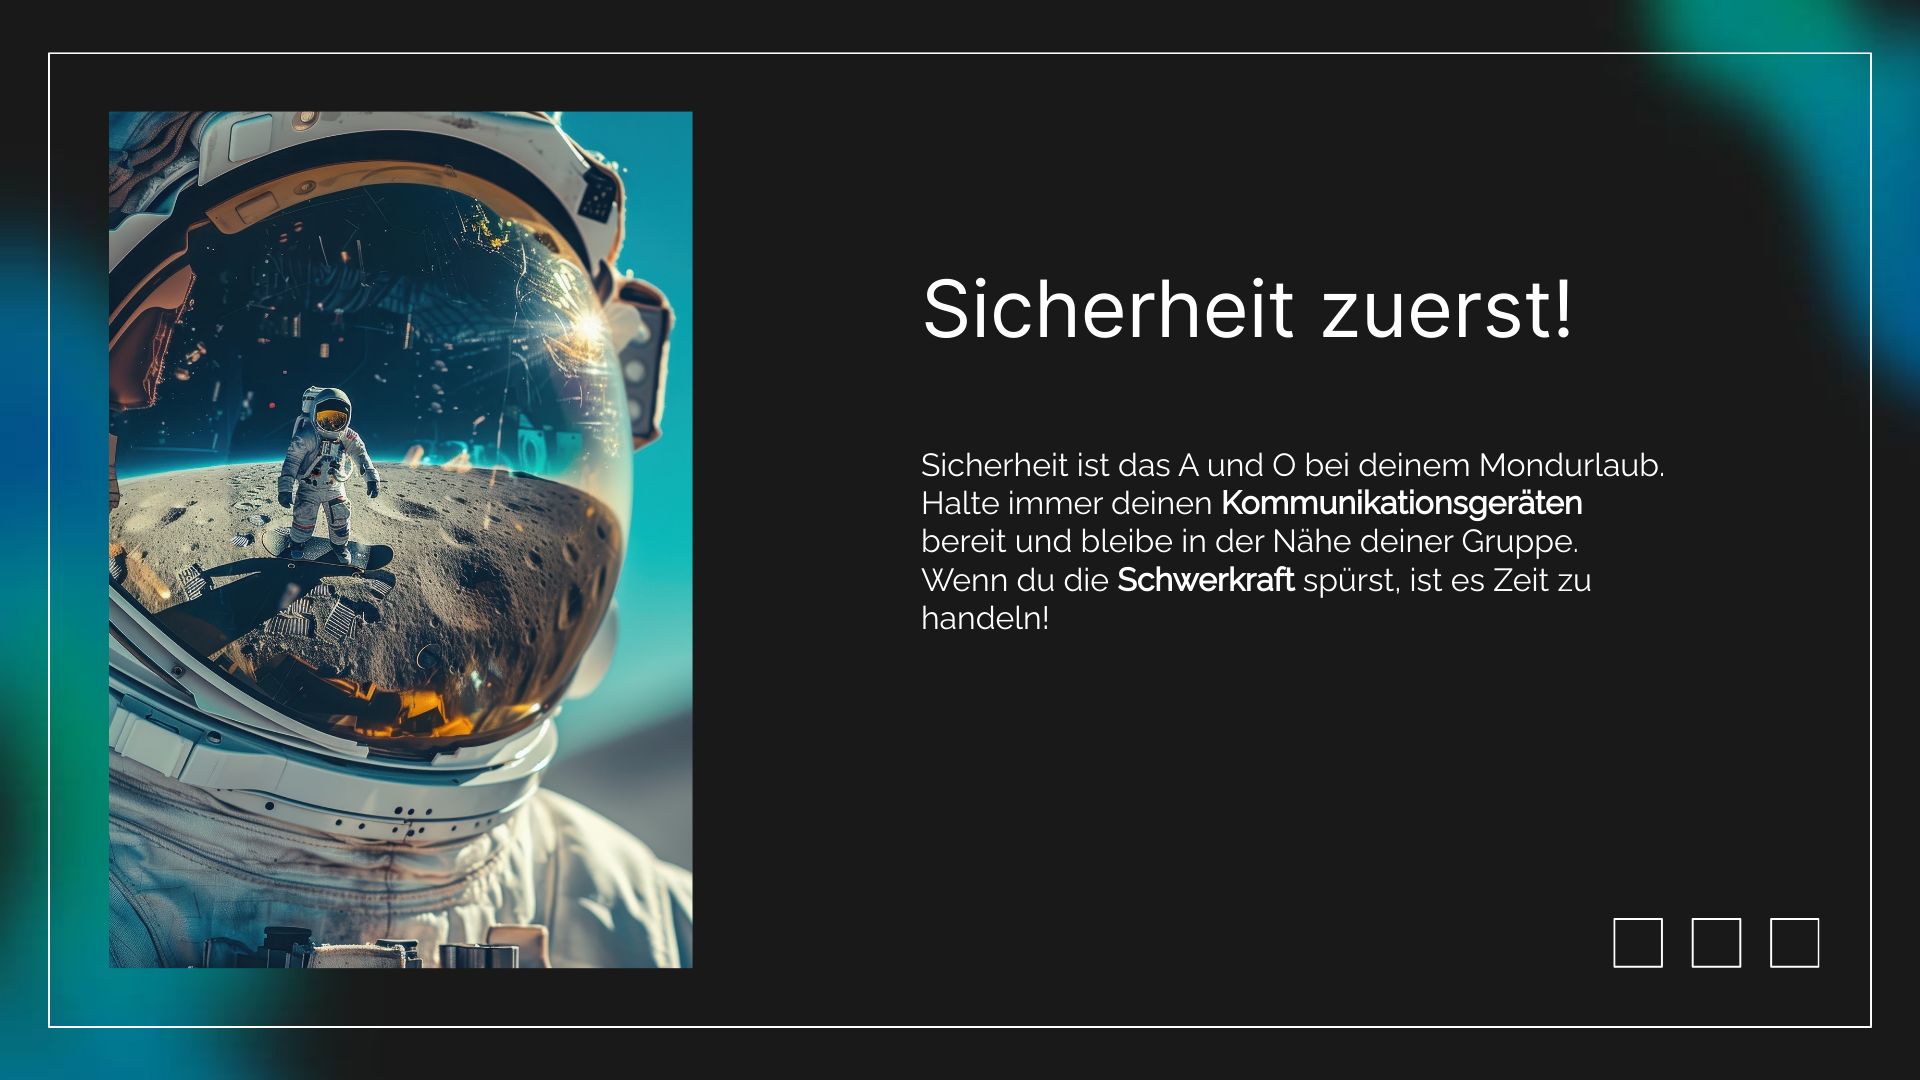 Sicherheit zuerst!
Sicherheit ist das A und O bei deinem Mondurlaub.
Halte immer deinen Kommunikationsgeräten
bereit und bleibe in der Nähe deiner Gruppe.
Wenn du die Schwerkraft spürst, ist es Zeit zu
handeln!